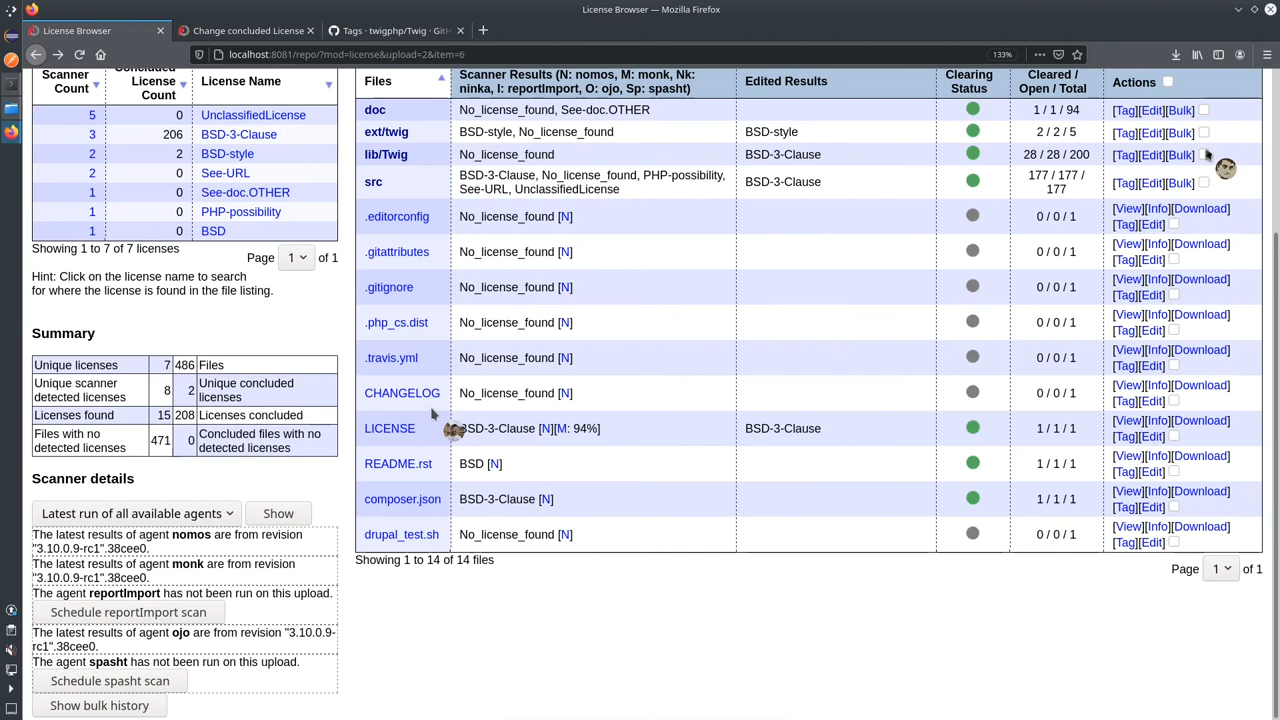 License Browser — Mozilla Firefox
License Browser
Change concluded License
Tags · twigphp/Twig · Git
localhost:8081/repo/?mod=license&upload=2&item=6
133%
Scanner Count
Concluded License Count
License Name
5 0 UnclassifiedLicense
3 206 BSD-3-Clause
2 2 BSD-style
2 0 See-URL
1 0 See-doc.OTHER
1 0 PHP-possibility
1 0 BSD
Showing 1 to 7 of 7 licenses
Page 1 of 1
Hint: Click on the license name to search
for where the license is found in the file listing.
Summary
Unique licenses 7 486 Files
Unique scanner detected licenses 8 2 Unique concluded licenses
Licenses found 15 208 Licenses concluded
Files with no detected licenses 471 0 Concluded files with no detected licenses
Scanner details
Latest run of all available agents Show
The latest results of agent nomos are from revision
"3.10.0.9-rc1".38cee0.
The latest results of agent monk are from revision
"3.10.0.9-rc1".38cee0.
The agent reportImport has not been run on this upload.
Schedule reportImport scan
The latest results of agent ojo are from revision "3.10.0.9-
rc1".38cee0.
The agent spasht has not been run on this upload.
Schedule spasht scan
Show bulk history
Files
Scanner Results (N: nomos, M: monk, Nk:
ninka, I: reportImport, O: ojo, Sp: spasht)
Edited Results
Clearing Status
Cleared / Open / Total
Actions
doc No_license_found, See-doc.OTHER 1 / 1 / 94 [Tag][Edit][Bulk]
ext/twig BSD-style, No_license_found BSD-style 2 / 2 / 5 [Tag][Edit][Bulk]
lib/Twig No_license_found BSD-3-Clause 28 / 28 / 200 [Tag][Edit][Bulk]
src BSD-3-Clause, No_license_found, PHP-possibility, See-URL, UnclassifiedLicense BSD-3-Clause 177 / 177 / 177 [Tag][Edit][Bulk]
.editorconfig No_license_found [N] 0 / 0 / 1 [View][Info][Download] [Tag][Edit]
.gitattributes No_license_found [N] 0 / 0 / 1 [View][Info][Download] [Tag][Edit]
.gitignore No_license_found [N] 0 / 0 / 1 [View][Info][Download] [Tag][Edit]
.php_cs.dist No_license_found [N] 0 / 0 / 1 [View][Info][Download] [Tag][Edit]
.travis.yml No_license_found [N] 0 / 0 / 1 [View][Info][Download] [Tag][Edit]
CHANGELOG No_license_found [N] 0 / 0 / 1 [View][Info][Download] [Tag][Edit]
LICENSE BSD-3-Clause [N][M: 94%] BSD-3-Clause 1 / 1 / 1 [View][Info][Download] [Tag][Edit]
README.rst BSD [N] 1 / 1 / 1 [View][Info][Download] [Tag][Edit]
composer.json BSD-3-Clause [N] 1 / 1 / 1 [View][Info][Download] [Tag][Edit]
drupal_test.sh No_license_found [N] 0 / 0 / 1 [View][Info][Download] [Tag][Edit]
Showing 1 to 14 of 14 files
Page 1 of 1